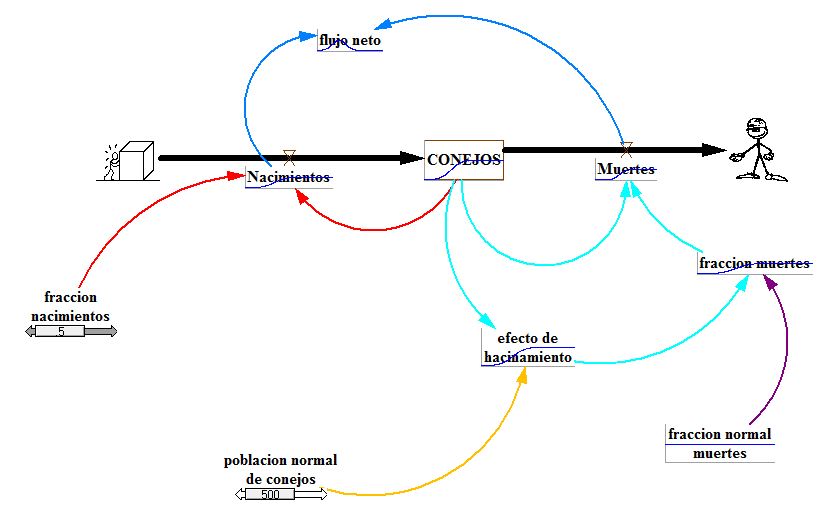 flujo neto
CONEJOS
Nacimientos
Muertes
fraccion muertes
fraccion
nacimientos
5
efecto de
hacinamiento
fraccion normal
muertes
poblacion normal
de conejos
500